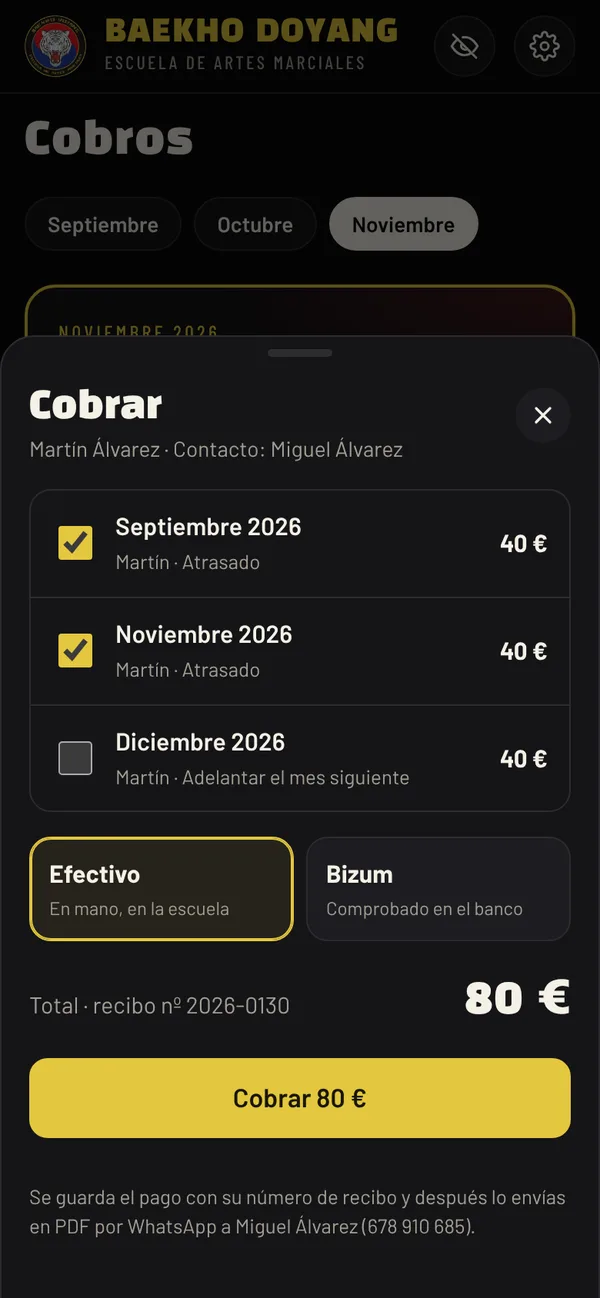 BAEKHO DOYANG
ESCUELA DE ARTES MARCIALES
Cobros
Septiembre
Octubre
Noviembre
NOVIEMBRE 2026
Cobrar
Martín Álvarez · Contacto: Miguel Álvarez
Septiembre 2026
Martín · Atrasado
40 €
Noviembre 2026
Martín · Atrasado
40 €
Diciembre 2026
Martín · Adelantar el mes siguiente
40 €
Efectivo
En mano, en la escuela
Bizum
Comprobado en el banco
Total · recibo nº 2026-0130
80 €
Cobrar 80 €
Se guarda el pago con su número de recibo y después lo envías
en PDF por WhatsApp a Miguel Álvarez (678 910 685).